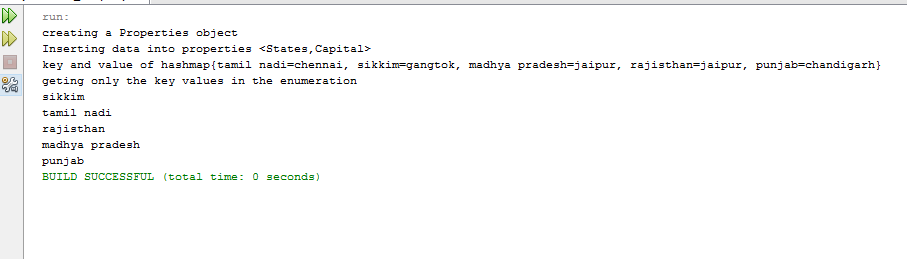 run:
creating a Properties object
Inserting data into properties <States,Capital>
key and value of hashmap{tamil nadi=chennai, sikkim=gangtok, madhya pradesh=jaipur, rajisthan=jaipur, punjab=chandigarh}
geting only the key values in the enumeration
sikkim
tamil nadi
rajisthan
madhya pradesh
punjab
BUILD SUCCESSFUL (total time: 0 seconds)